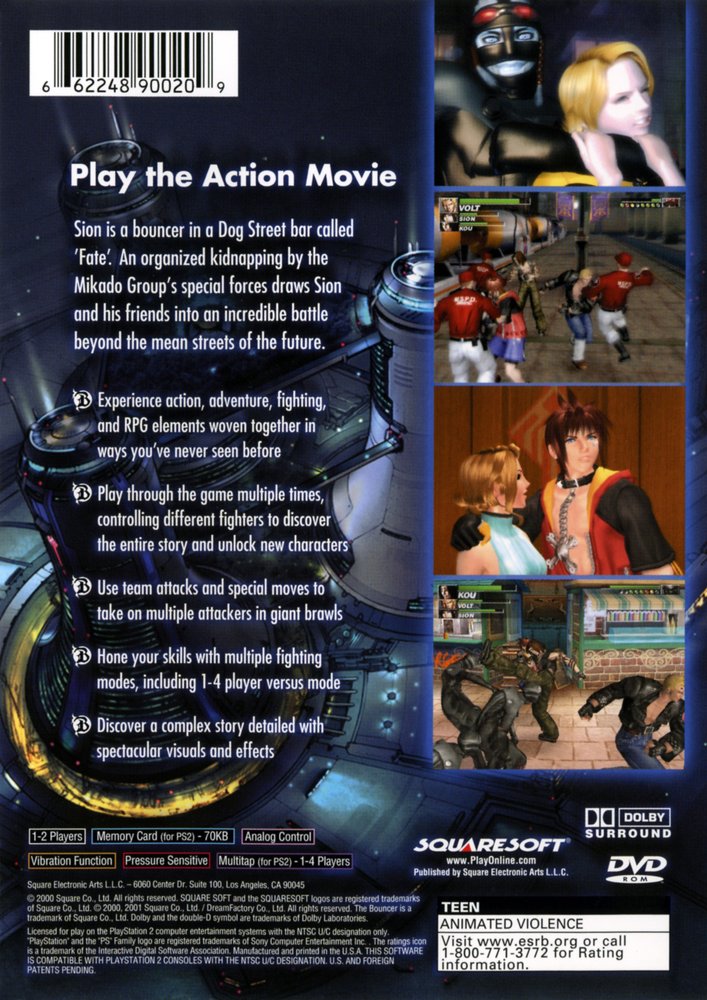 6 62248 90020 9
Play the Action Movie
Sion is a bouncer in a Dog Street bar called
'Fate'. An organized kidnapping by the
Mikado Group's special forces draws Sion
and his friends into an incredible battle
beyond the mean streets of the future.
Experience action, adventure, fighting,
and RPG elements woven together in
ways you've never seen before
Play through the game multiple times,
controlling different fighters to discover
the entire story and unlock new characters
Use team attacks and special moves to
take on multiple attackers in giant brawls
Hone your skills with multiple fighting
modes, including 1-4 player versus mode
Discover a complex story detailed with
spectacular visuals and effects
VOLT
SION
KOU
M.S.P.D.
KOU
VOLT
SION
1-2 Players
Memory Card (for PS2) - 70KB
Analog Control
Vibration Function
Pressure Sensitive
Multitap (for PS2) - 1-4 Players
Square Electronic Arts L.L.C. – 6060 Center Dr. Suite 100, Los Angeles, CA 90045
© 2000 Square Co., Ltd. All rights reserved. SQUARE SOFT and the SQUARESOFT logos are registered trademarks
of Square Co., Ltd. © 2000, 2001 Square Co., Ltd. / DreamFactory Co., Ltd. All rights reserved. The Bouncer is a
trademark of Square Co., Ltd. Dolby and the double-D symbol are trademarks of Dolby Laboratories.
Licensed for play on the PlayStation 2 computer entertainment systems with the NTSC U/C designation only.
"PlayStation" and the "PS" Family logo are registered trademarks of Sony Computer Entertainment Inc. . The ratings icon
is a trademark of the Interactive Digital Software Association. Manufactured and printed in the U.S.A. THIS SOFTWARE
IS COMPATIBLE WITH PLAYSTATION 2 CONSOLES WITH THE NTSC U/C DESIGNATION. U.S. AND FOREIGN
PATENTS PENDING.
SQUARESOFT®
www.PlayOnline.com
Published by Square Electronic Arts L.L.C.
DOLBY
SURROUND
DVD
ROM
TEEN
ANIMATED VIOLENCE
Visit www.esrb.org or call
1-800-771-3772 for Rating
information.